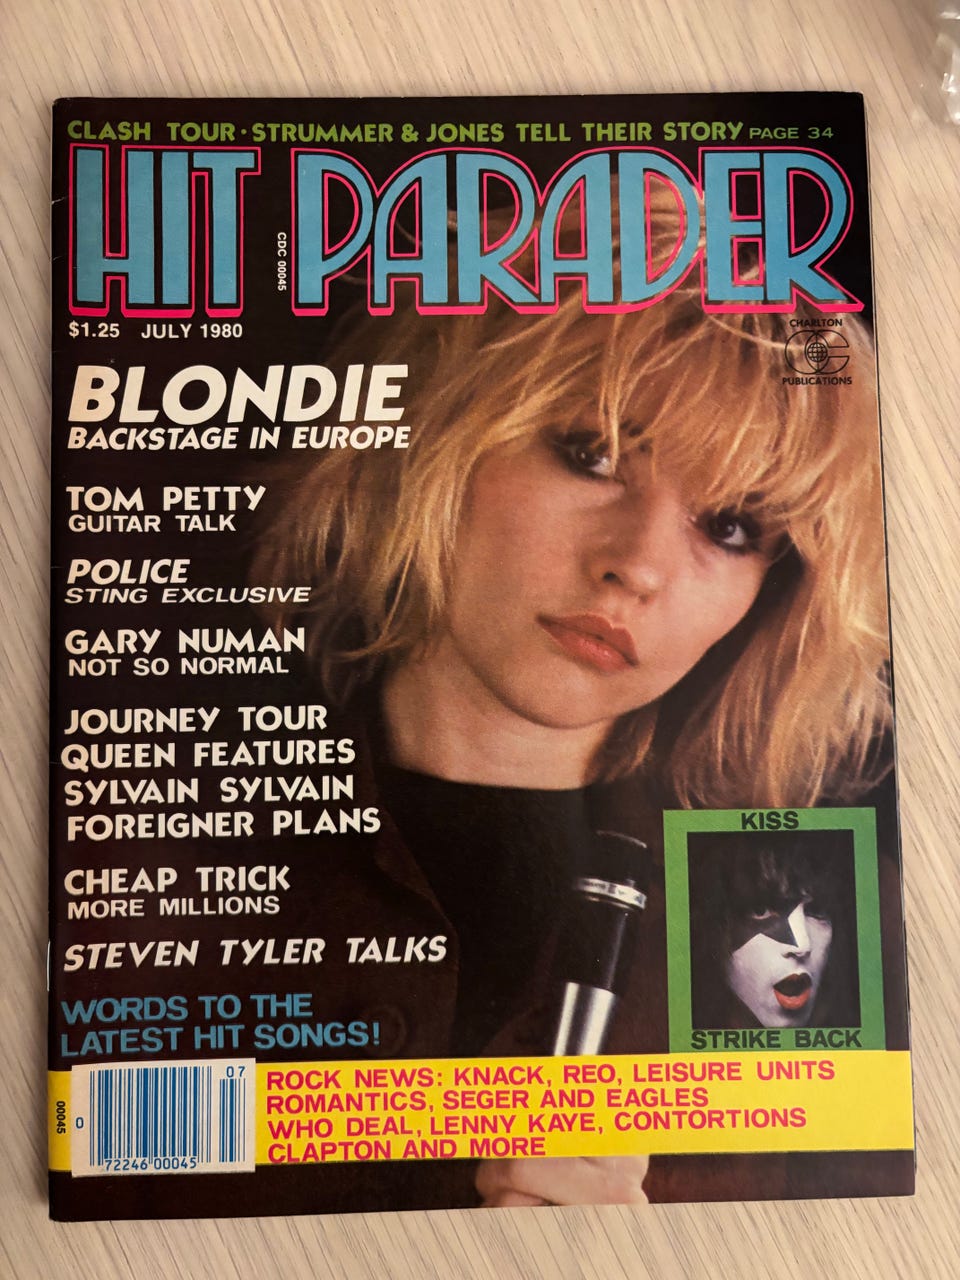 CLASH TOUR · STRUMMER & JONES TELL THEIR STORY PAGE 34
HIT PARADER
CDC 00045
$1.25 JULY 1980
CHARLTON
PUBLICATIONS
BLONDIE
BACKSTAGE IN EUROPE
TOM PETTY
GUITAR TALK
POLICE
STING EXCLUSIVE
GARY NUMAN
NOT SO NORMAL
JOURNEY TOUR
QUEEN FEATURES
SYLVAIN SYLVAIN
FOREIGNER PLANS
CHEAP TRICK
MORE MILLIONS
STEVEN TYLER TALKS
WORDS TO THE
LATEST HIT SONGS!
KISS
STRIKE BACK
00045
0
72246 00045
07
ROCK NEWS: KNACK, REO, LEISURE UNITS
ROMANTICS, SEGER AND EAGLES
WHO DEAL, LENNY KAYE, CONTORTIONS
CLAPTON AND MORE